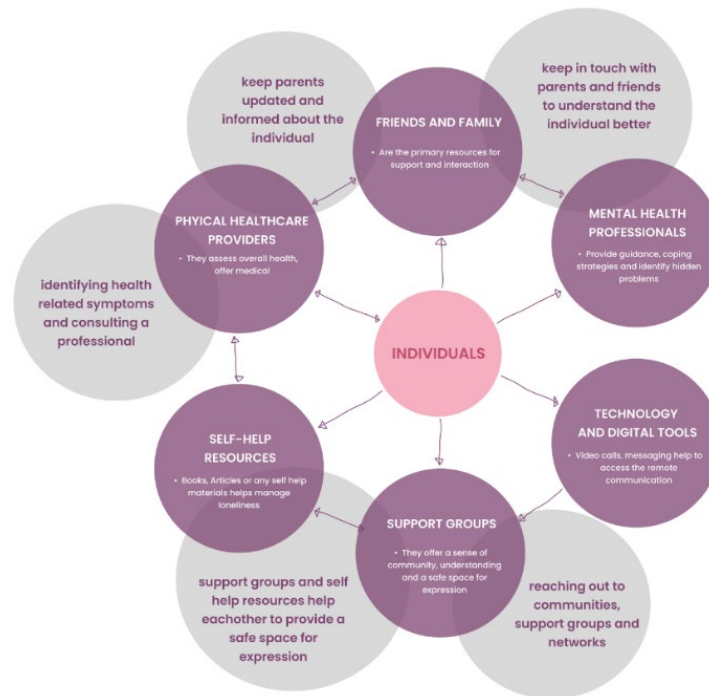 keep parents
updated and
informed about the
individual
FRIENDS AND FAMILY
• Are the primary resources for
support and interaction
keep in touch with
parents and friends
to understand the
individual better
PHYICAL HEALTHCARE
PROVIDERS
• They assess overall health,
offer medical
MENTAL HEALTH
PROFESSIONALS
• Provide guidance, coping
strategies and identify hidden
problems
identifying health
related symptoms
and consulting a
professional
INDIVIDUALS
SELF-HELP
RESOURCES
• Books, Articles or any self help
materials helps manage
loneliness
TECHNOLOGY
AND DIGITAL TOOLS
• Video calls, messaging help to
access the remote
communication
SUPPORT GROUPS
• They offer a sense of
community, understanding
and a safe space for
expression
support groups and self
help resources help
eachother to provide a
safe space for
expression
reaching out to
communities,
support groups and
networks